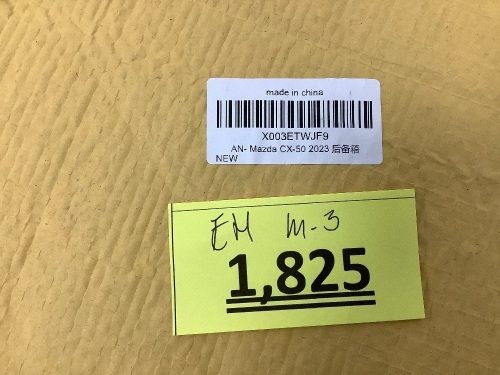 made in china
X003ETWJF9
AN- Mazda CX-50 2023 后备箱
NEW
EH M-3
1,825